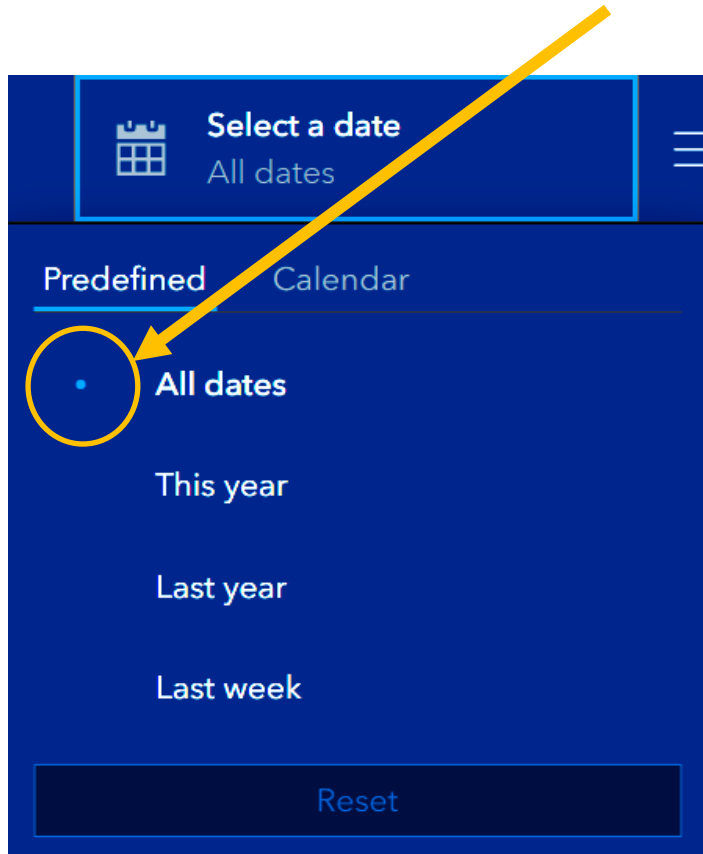 Select a date
All dates
Predefined Calendar
All dates
This year
Last year
Last week
Reset